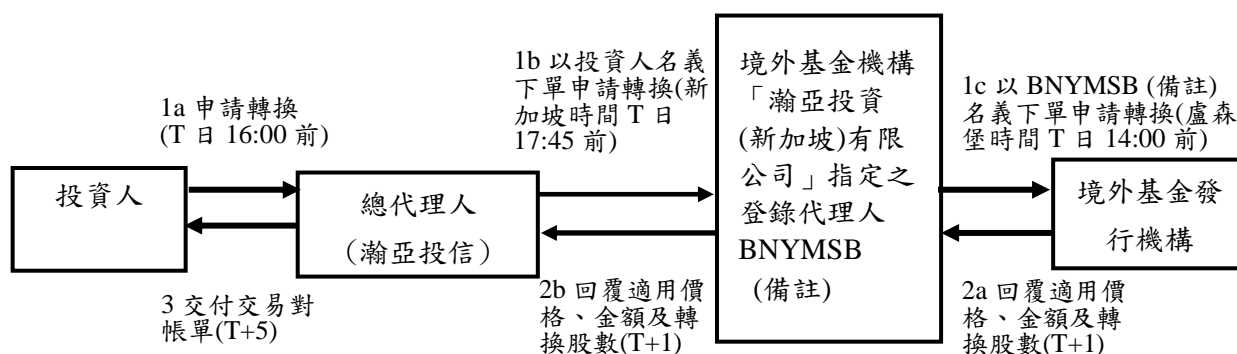 1a 申請轉換
(T 日 16:00 前)
1b 以投資人名義
下單申請轉換(新
加坡時間 T 日
17:45 前)
1c 以 BNYMSB (備註)
名義下單申請轉換(盧森
堡時間 T 日 14:00 前)
投資人
總代理人
（瀚亞投信）
境外基金機構
「瀚亞投資
(新加坡)有限
公司」指定之
登錄代理人
BNYMSB
(備註)
境外基金發
行機構
3 交付交易對
帳單(T+5)
2b 回覆適用價
格、金額及轉
換股數(T+1)
2a 回覆適用價
格、金額及轉
換股數(T+1)